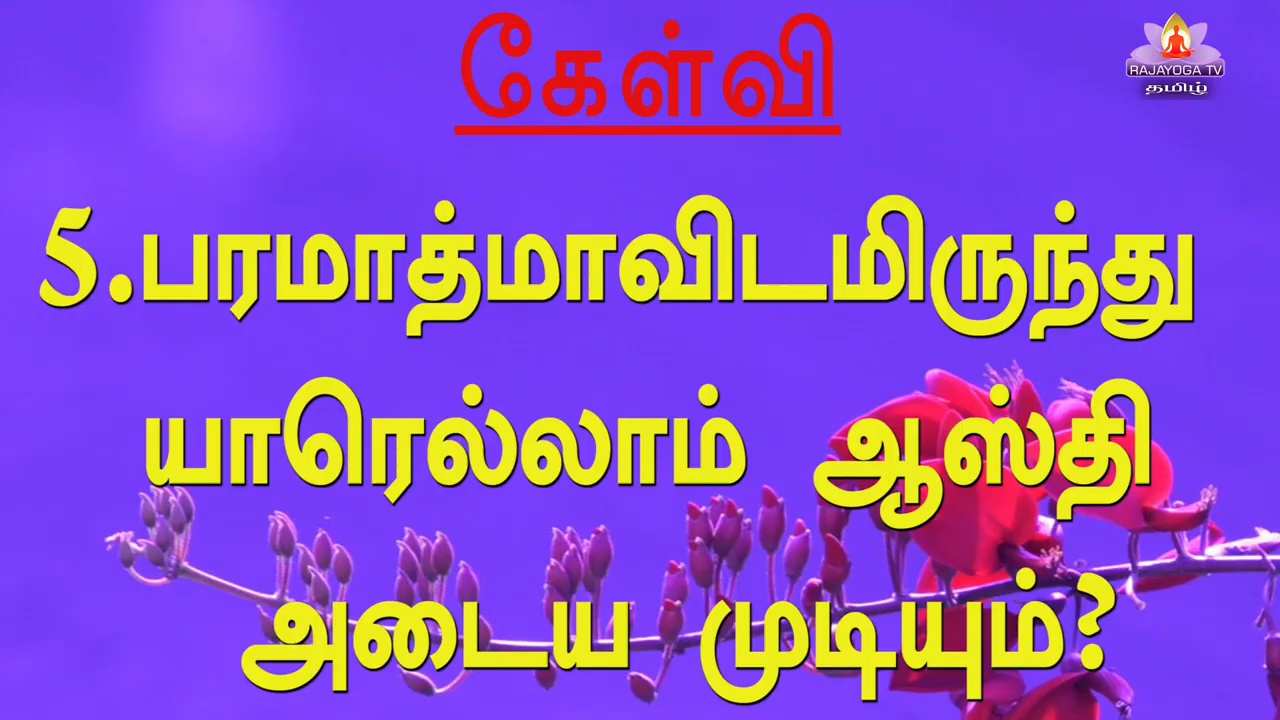 கேள்வி
RAJAYOGA TV
தமிழ்
5.பரமாத்மாவிடமிருந்து
யாரெல்லாம் ஆஸ்தி
அடைய முடியும்?